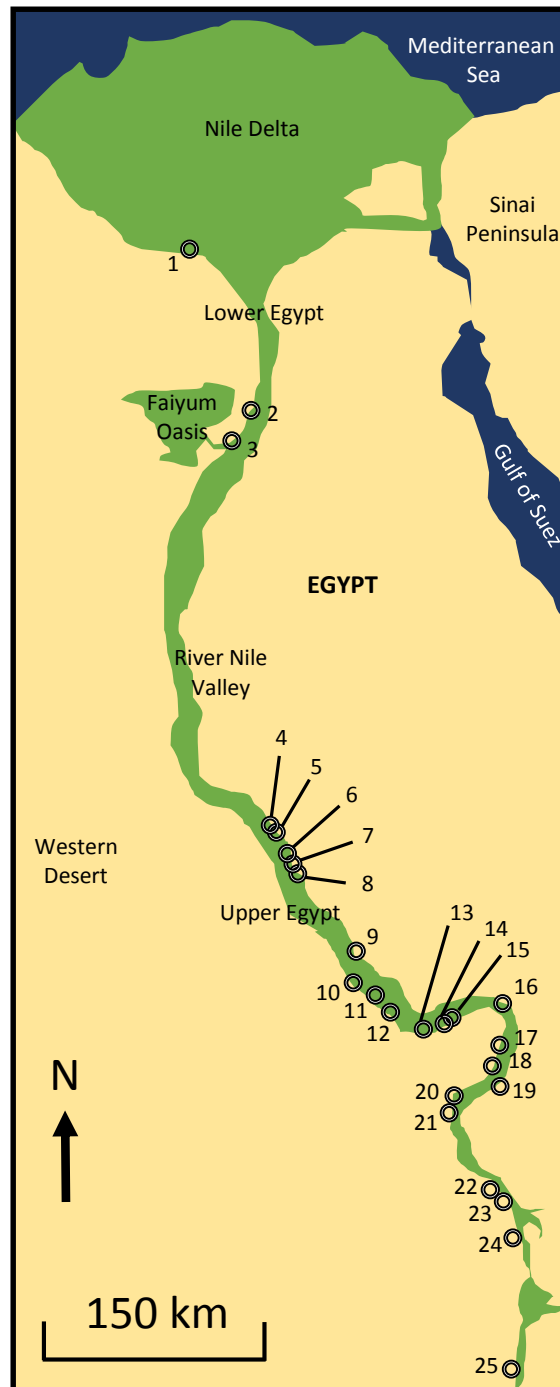 Mediterranean
Sea
Nile Delta
Sinai
Peninsula
1
Lower Egypt
Faiyum
Oasis
2
3
Gulf of Suez
EGYPT
River Nile
Valley
4
5
6
7
8
Western
Desert
Upper Egypt
9
10
11
12
13
14
15
16
17
18
19
20
21
22
23
24
25
N
150 km